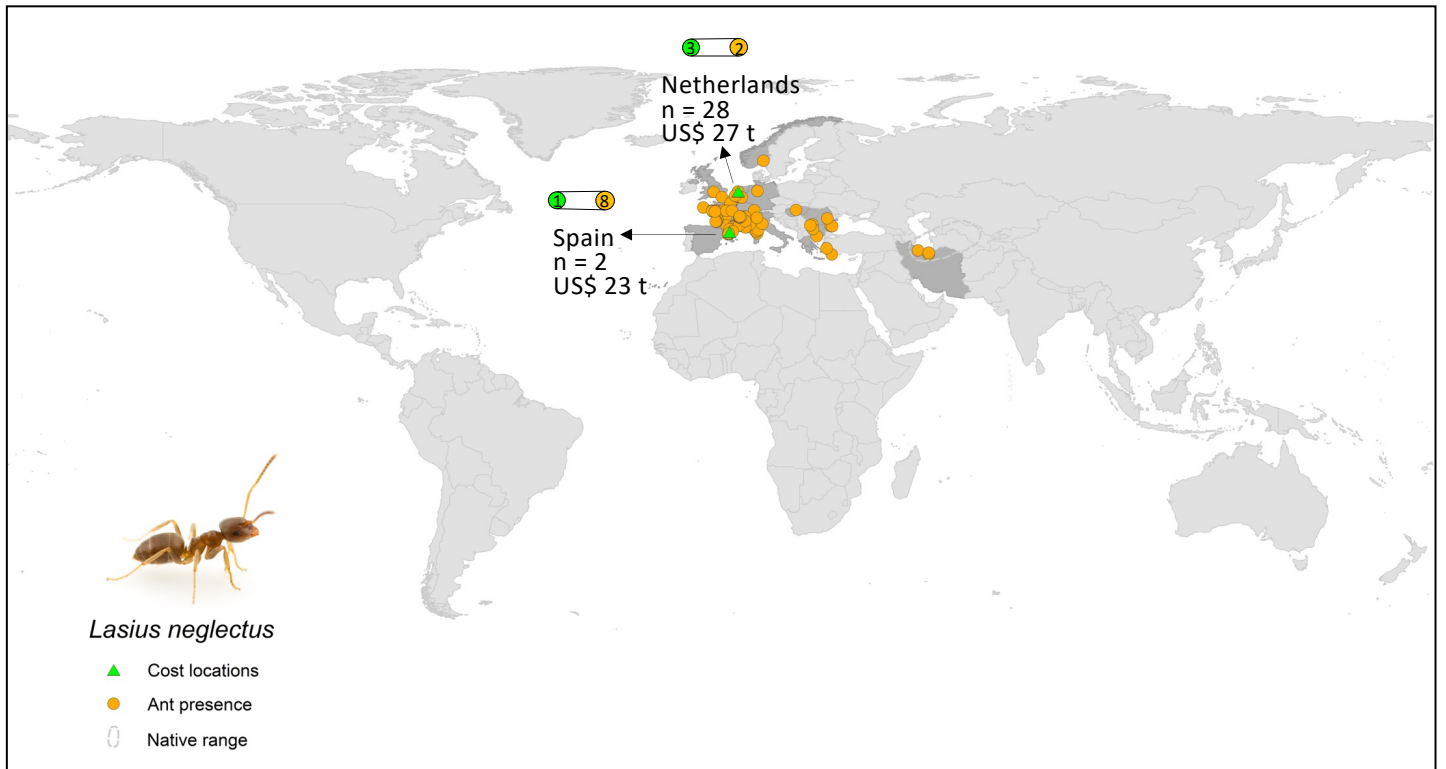 3 2
Netherlands
n = 28
US$ 27 t
1 8
Spain
n = 2
US$ 23 t
Lasius neglectus
Cost locations
Ant presence
Native range